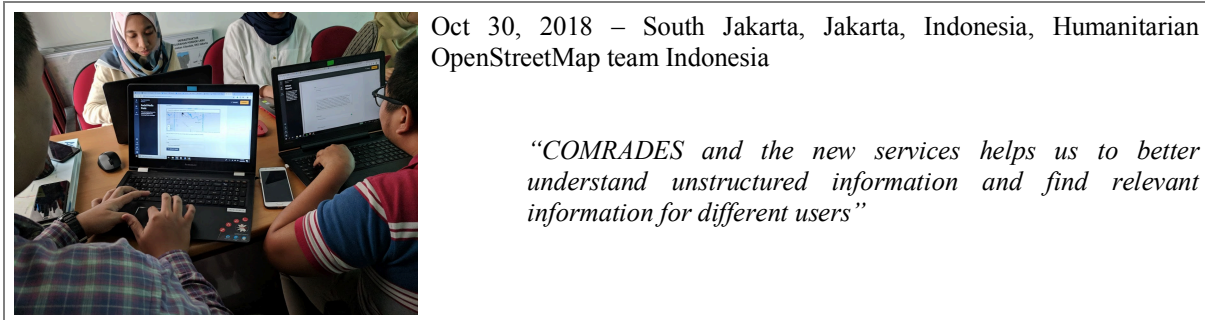 Oct 30, 2018 – South Jakarta, Jakarta, Indonesia, Humanitarian
OpenStreetMap team Indonesia
“COMRADES and the new services helps us to better
understand unstructured information and find relevant
information for different users”